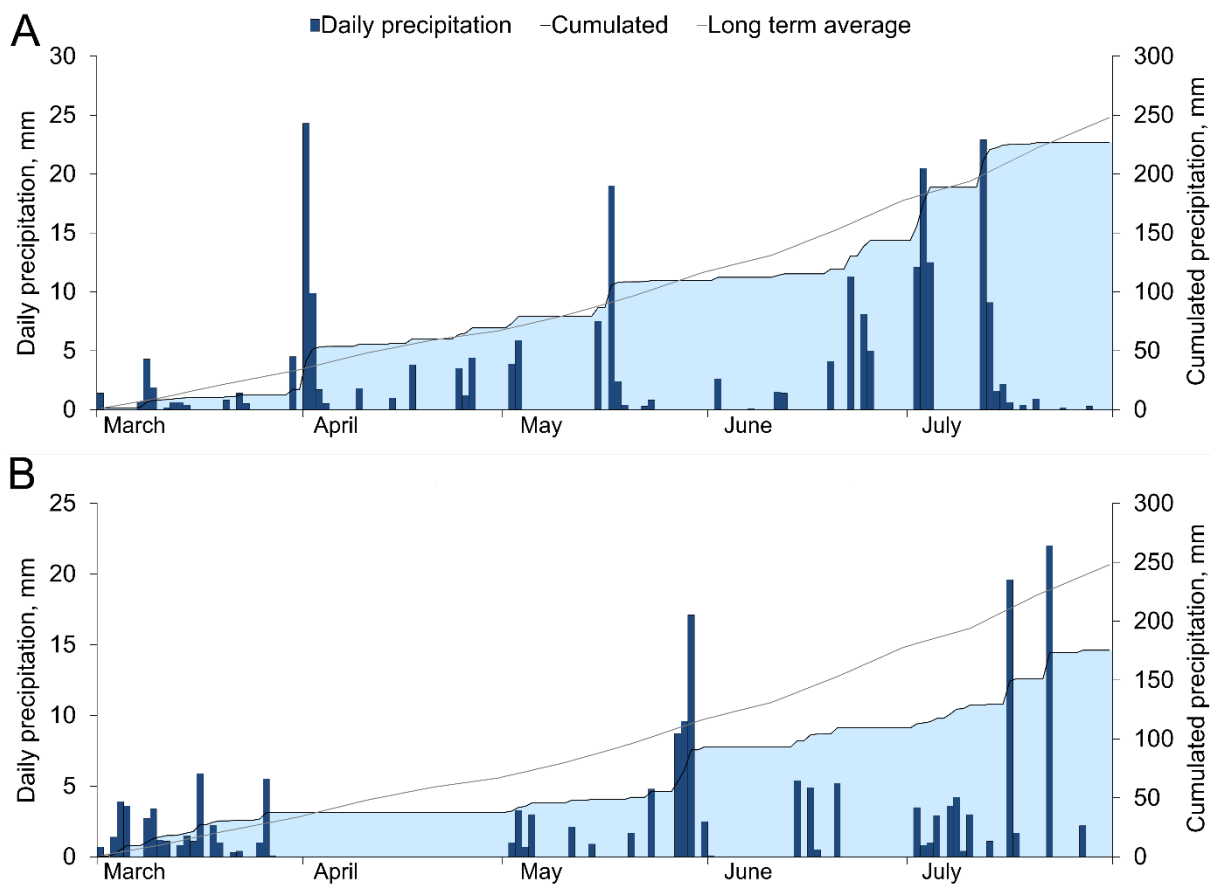 A
Daily precipitation Cumulated Long term average
30 300
25 250
20 200
15 150
10 100
5 50
0 0
Daily precipitation, mm
Cumulated precipitation, mm
March April May June July
B
25 300
250
20
200
15
150
10
100
5
50
0 0
Daily precipitation, mm
Cumulated precipitation, mm
March April May June July